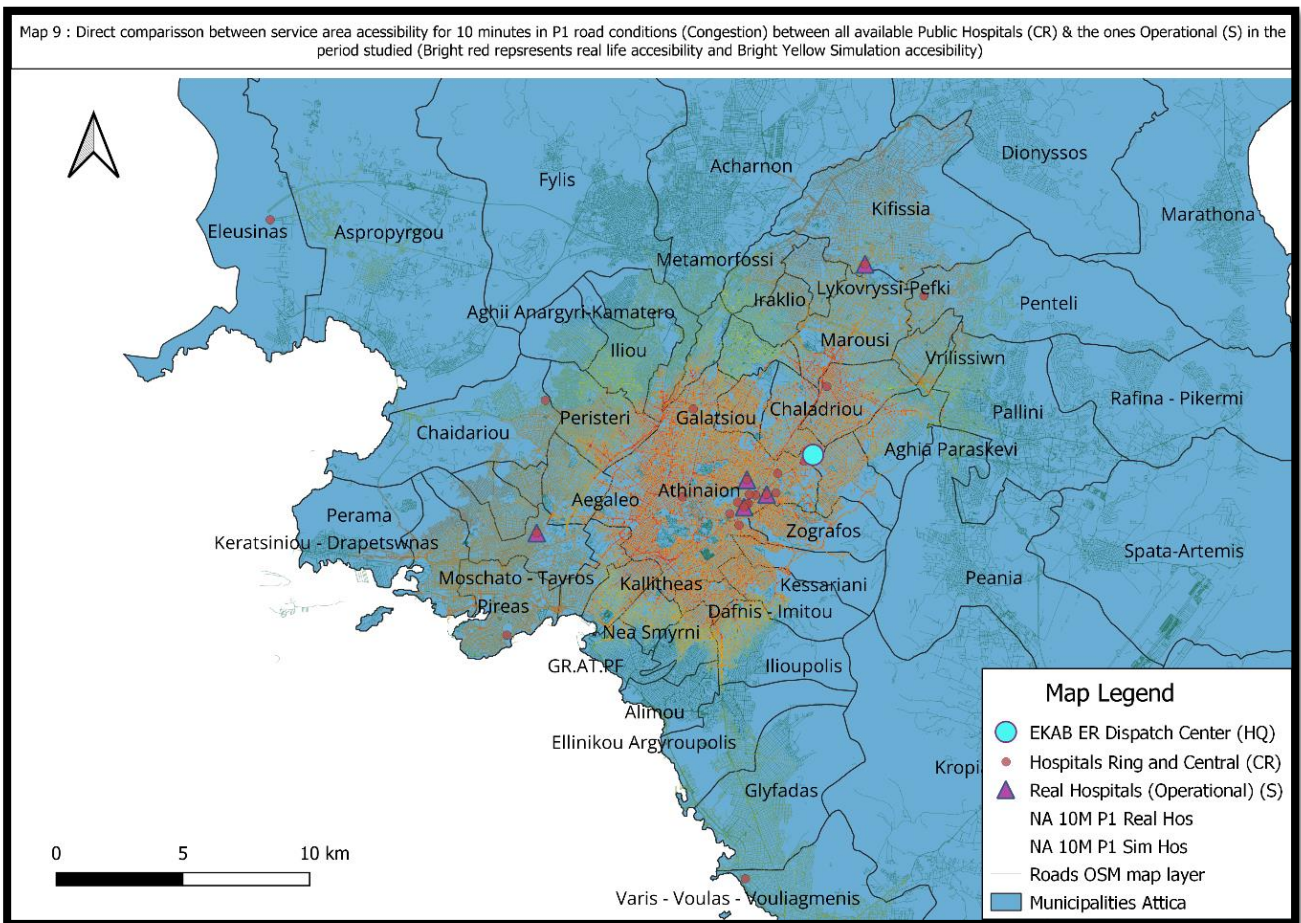 Map 9 : Direct comparisson between service area acessibility for 10 minutes in P1 road conditions (Congestion) between all available Public Hospitals (CR) & the ones Operational (S) in the
period studied (Bright red repsresents real life accesibility and Bright Yellow Simulation accesibility)
Dionyssos
Acharnon
Fylis
Kifissia
Marathona
Eleusinas
Aspropyrgou
Metamorfossi
Lykovryssi-Pefki
Iraklio
Penteli
Aghii Anargyri-Kamatero
Marousi
Iliou
Vrilissiwn
Rafina - Pikermi
Chaladriou
Pallini
Peristeri
Galatsiou
Chaidariou
Aghia Paraskevi
Athinaion
Aegaleo
Perama
Zografos
Keratsiniou - Drapetswnas
Spata-Artemis
Moschato - Tayros
Kallitheas
Kessariani
Peania
Pireas
Dafnis - Imitou
Nea Smyrni
GR.AT.PF
Ilioupolis
Alimou
Ellinikou Argyroupolis
Kropi
Glyfadas
Varis - Voulas - Vouliagmenis
0 5 10 km
Map Legend
EKAB ER Dispatch Center (HQ)
Hospitals Ring and Central (CR)
Real Hospitals (Operational) (S)
NA 10M P1 Real Hos
NA 10M P1 Sim Hos
Roads OSM map layer
Municipalities Attica